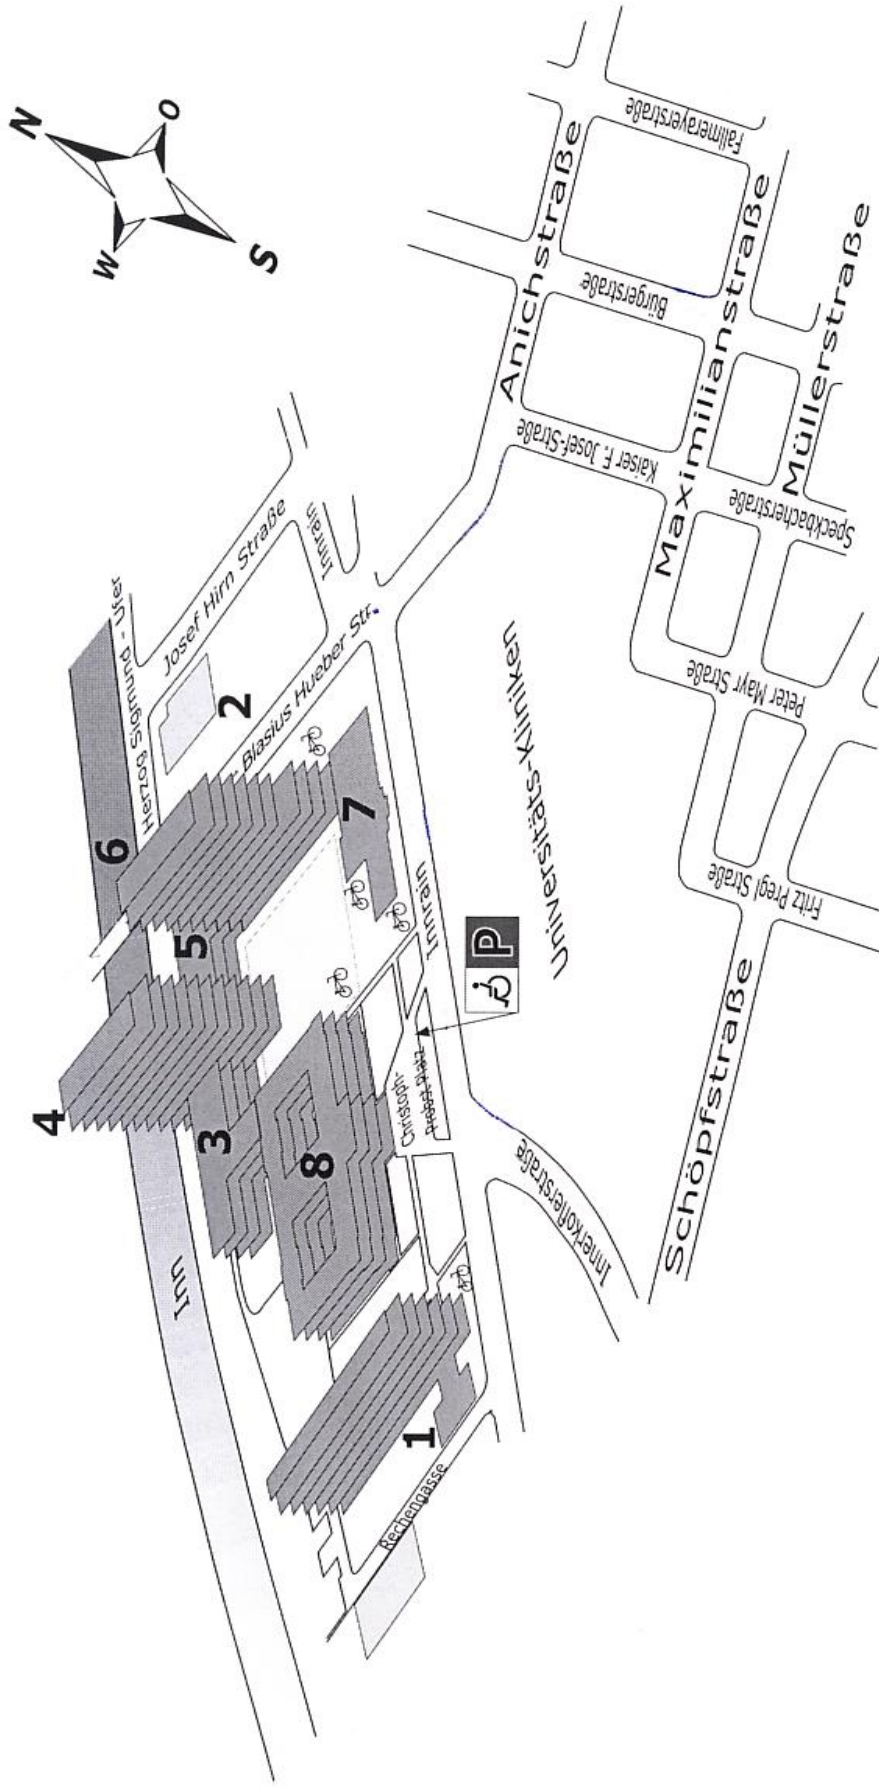 N
O
W
S
Fallmerayerstraße
Anichstraße
Bürgerstraße
Maximilianstraße
Müllerstraße
Kaiser F. Josef-Straße
Speckbacherstraße
Peter Mayr Straße
Fritz Pregl Straße
Schöpfstraße
Innerkoflerstraße
Universitäts-Kliniken
Herzog Sigmund - Ufer
Josef Hirn Straße
Innrain
Blasius Hueber Str.
2
6
5
7
4
3
8
1
Inn
Innrain
P
Christoph-
Probst-Platz
Rechengasse